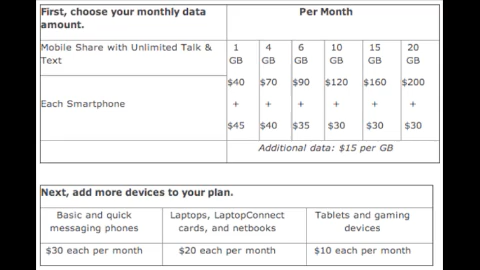 First, choose your monthly data
amount.
Per Month
Mobile Share with Unlimited Talk &
Text
1
GB
4
GB
6
GB
10
GB
15
GB
20
GB
Each Smartphone
$40 $70 $90 $120 $160 $200
+ + + + + +
$45 $40 $35 $30 $30 $30
Additional data: $15 per GB
Next, add more devices to your plan.
Basic and quick
messaging phones
Laptops, LaptopConnect
cards, and netbooks
Tablets and gaming
devices
$30 each per month $20 each per month $10 each per month